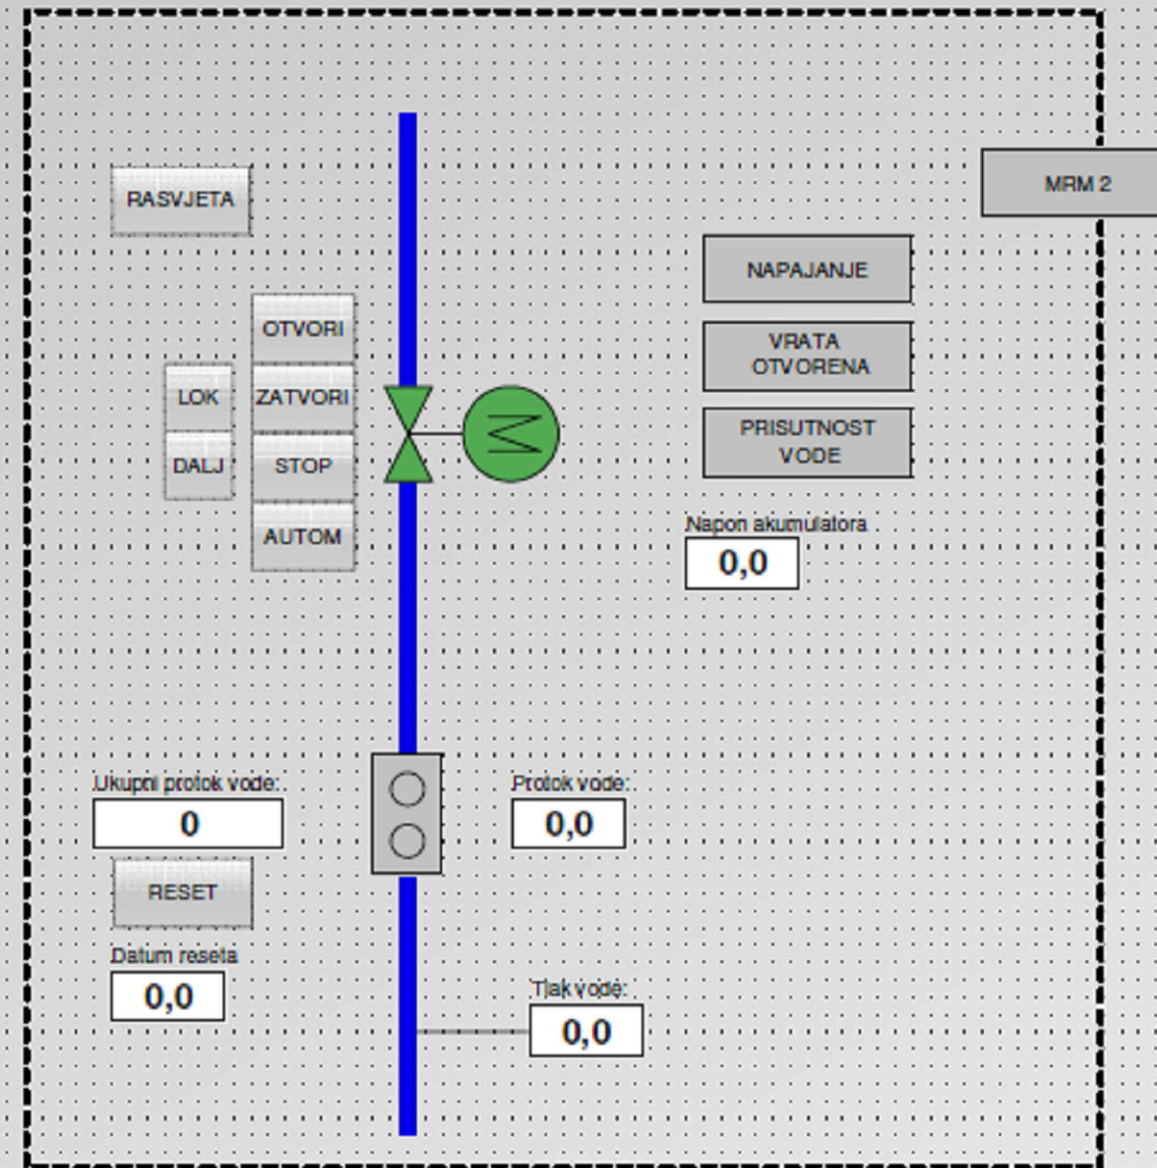 RASVJETA
MRM 2
NAPAJANJE
OTVORI
VRATA
OTVORENA
LOK
ZATVORI
PRISUTNOST
VODE
DALJ
STOP
AUTOM
Napon akumulatora
0,0
Ukupni protok vode:
0
Protok vode:
0,0
RESET
Datum reseta
0,0
Tlak vode:
0,0